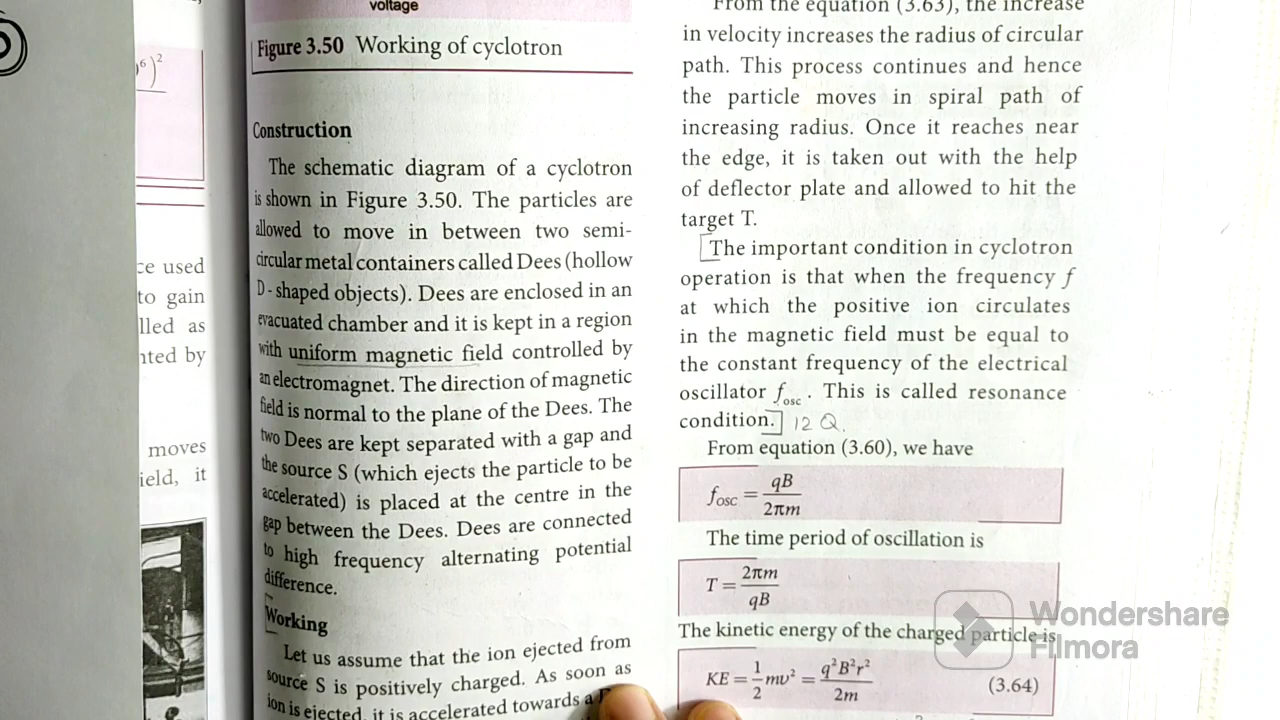 voltage
Figure 3.50 Working of cyclotron
Construction
The schematic diagram of a cyclotron
is shown in Figure 3.50. The particles are
allowed to move in between two semi-
circular metal containers called Dees (hollow
D - shaped objects). Dees are enclosed in an
evacuated chamber and it is kept in a region
with uniform magnetic field controlled by
an electromagnet. The direction of magnetic
field is normal to the plane of the Dees. The
two Dees are kept separated with a gap and
the source S (which ejects the particle to be
accelerated) is placed at the centre in the
gap between the Dees. Dees are connected
to high frequency alternating potential
difference.
Working
Let us assume that the ion ejected from
source S is positively charged. As soon as
ion is ejected, it is accelerated towards a
From the equation (3.63), the increase
in velocity increases the radius of circular
path. This process continues and hence
the particle moves in spiral path of
increasing radius. Once it reaches near
the edge, it is taken out with the help
of deflector plate and allowed to hit the
target T.
[The important condition in cyclotron
operation is that when the frequency f
at which the positive ion circulates
in the magnetic field must be equal to
the constant frequency of the electrical
oscillator fosc. This is called resonance
condition.] 12 Q.
From equation (3.60), we have
fosc = qB / 2πm
The time period of oscillation is
T = 2πm / qB
The kinetic energy of the charged particle is
KE = 1/2 mv² = q²B²r² / 2m (3.64)
ce used
to gain
lled as
nted by
moves
ield, it
6)²
Wondershare
Filmora